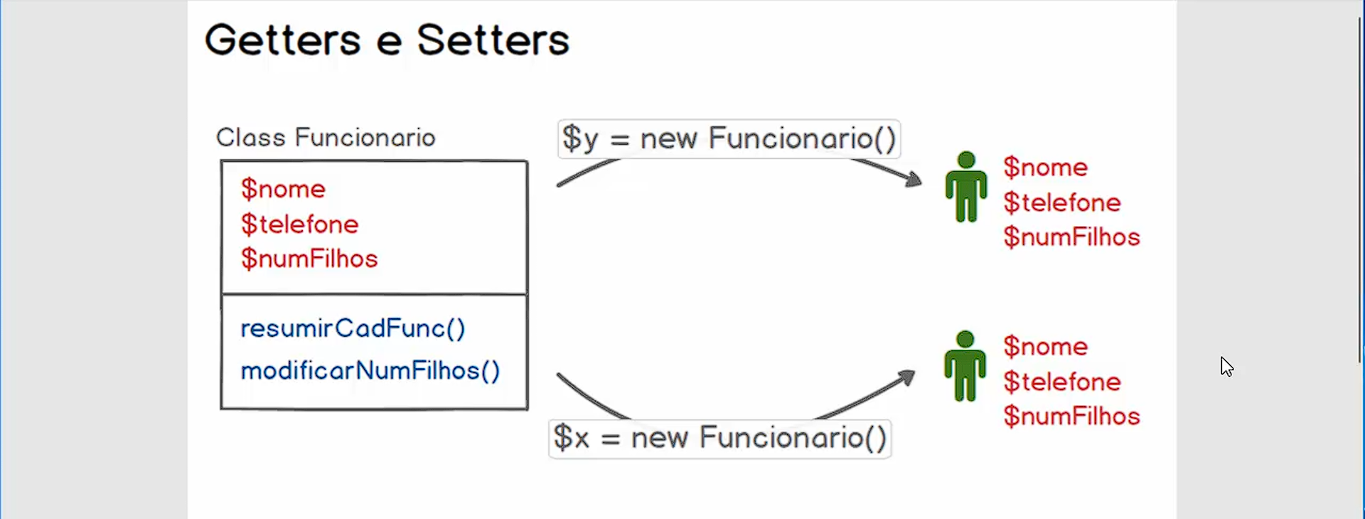 Getters e Setters
Class Funcionario
$nome
$telefone
$numFilhos
resumirCadFunc()
modificarNumFilhos()
$y = new Funcionario()
$nome
$telefone
$numFilhos
$x = new Funcionario()
$nome
$telefone
$numFilhos